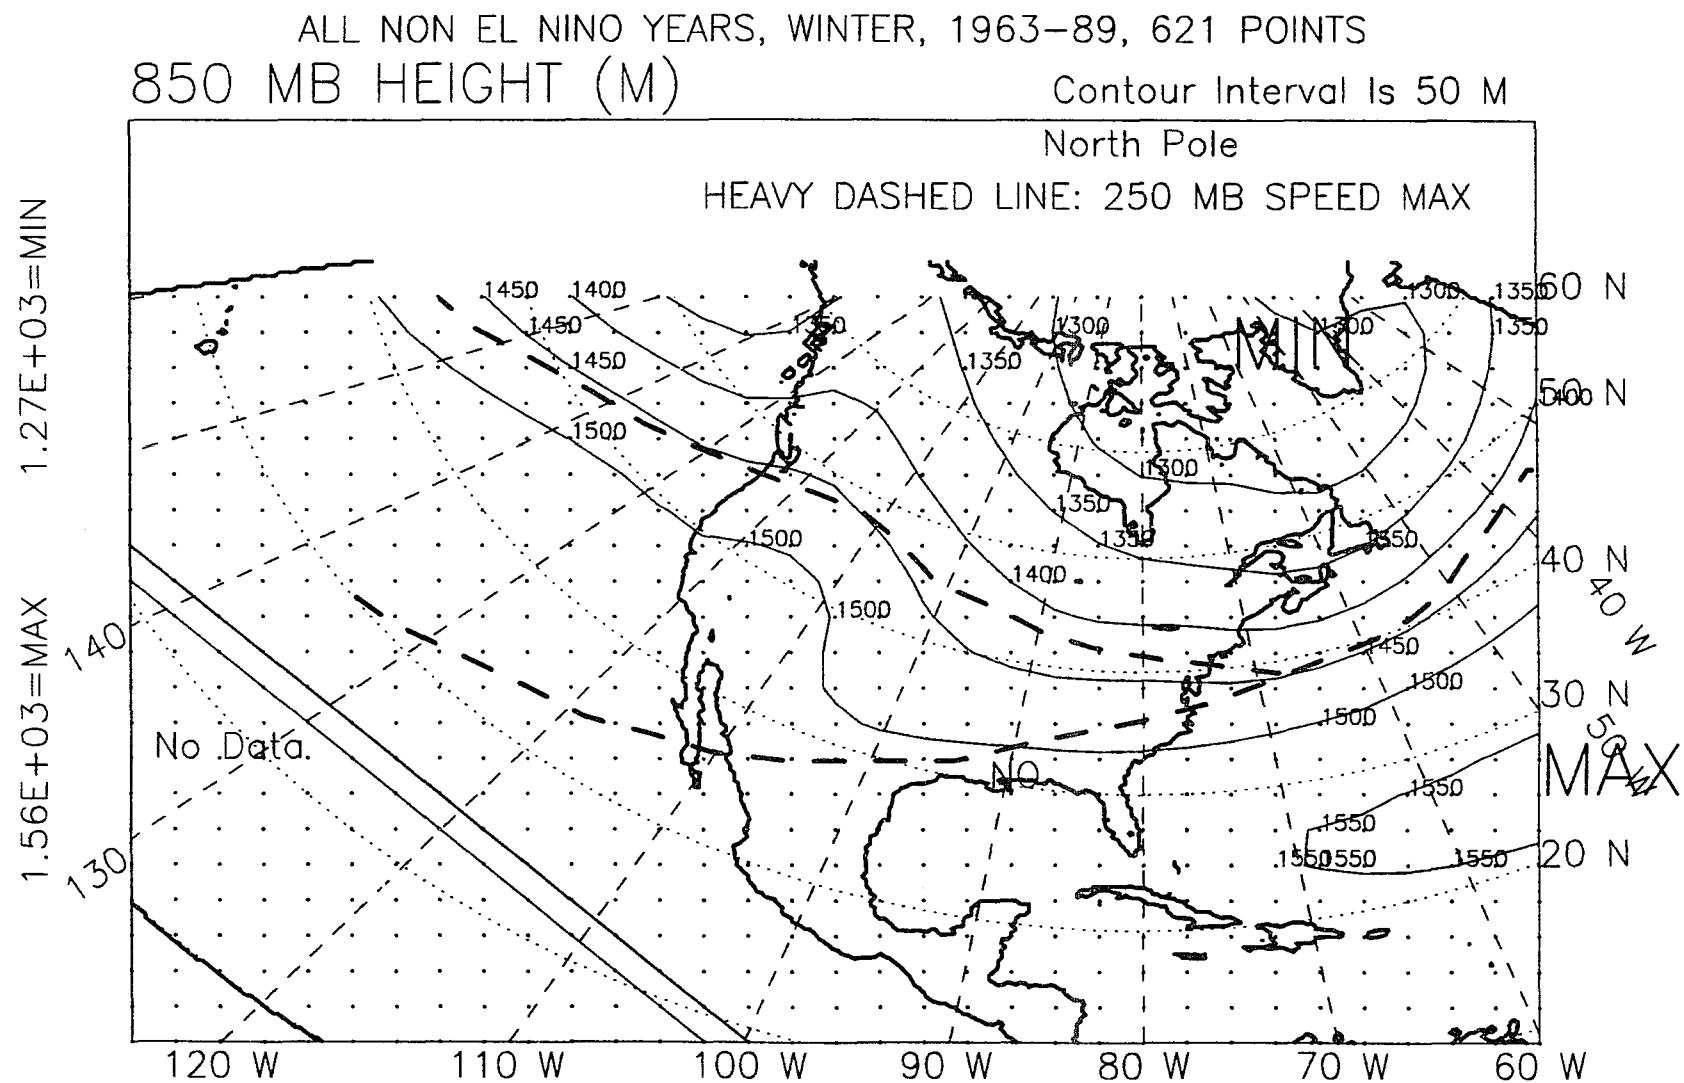 ALL NON EL NINO YEARS, WINTER, 1963-89, 621 POINTS
850 MB HEIGHT (M)
Contour Interval Is 50 M
North Pole
HEAVY DASHED LINE: 250 MB SPEED MAX
1.27E+03=MIN
1.56E+03=MAX
1450 1400 1300 1350 60 N
1450 1350 1300 MIN 1300 1350
1450 1350
1400 50 N
1500
1300
1350
1500 1350 1350
1400 40 N
1500
40 W
140
1450
1500 30 N
1500
50 W
No Data
NO
MAX
1550
1550
1550 1550 1550 20 N
130
120 W 110 W 100 W 90 W 80 W 70 W 60 W